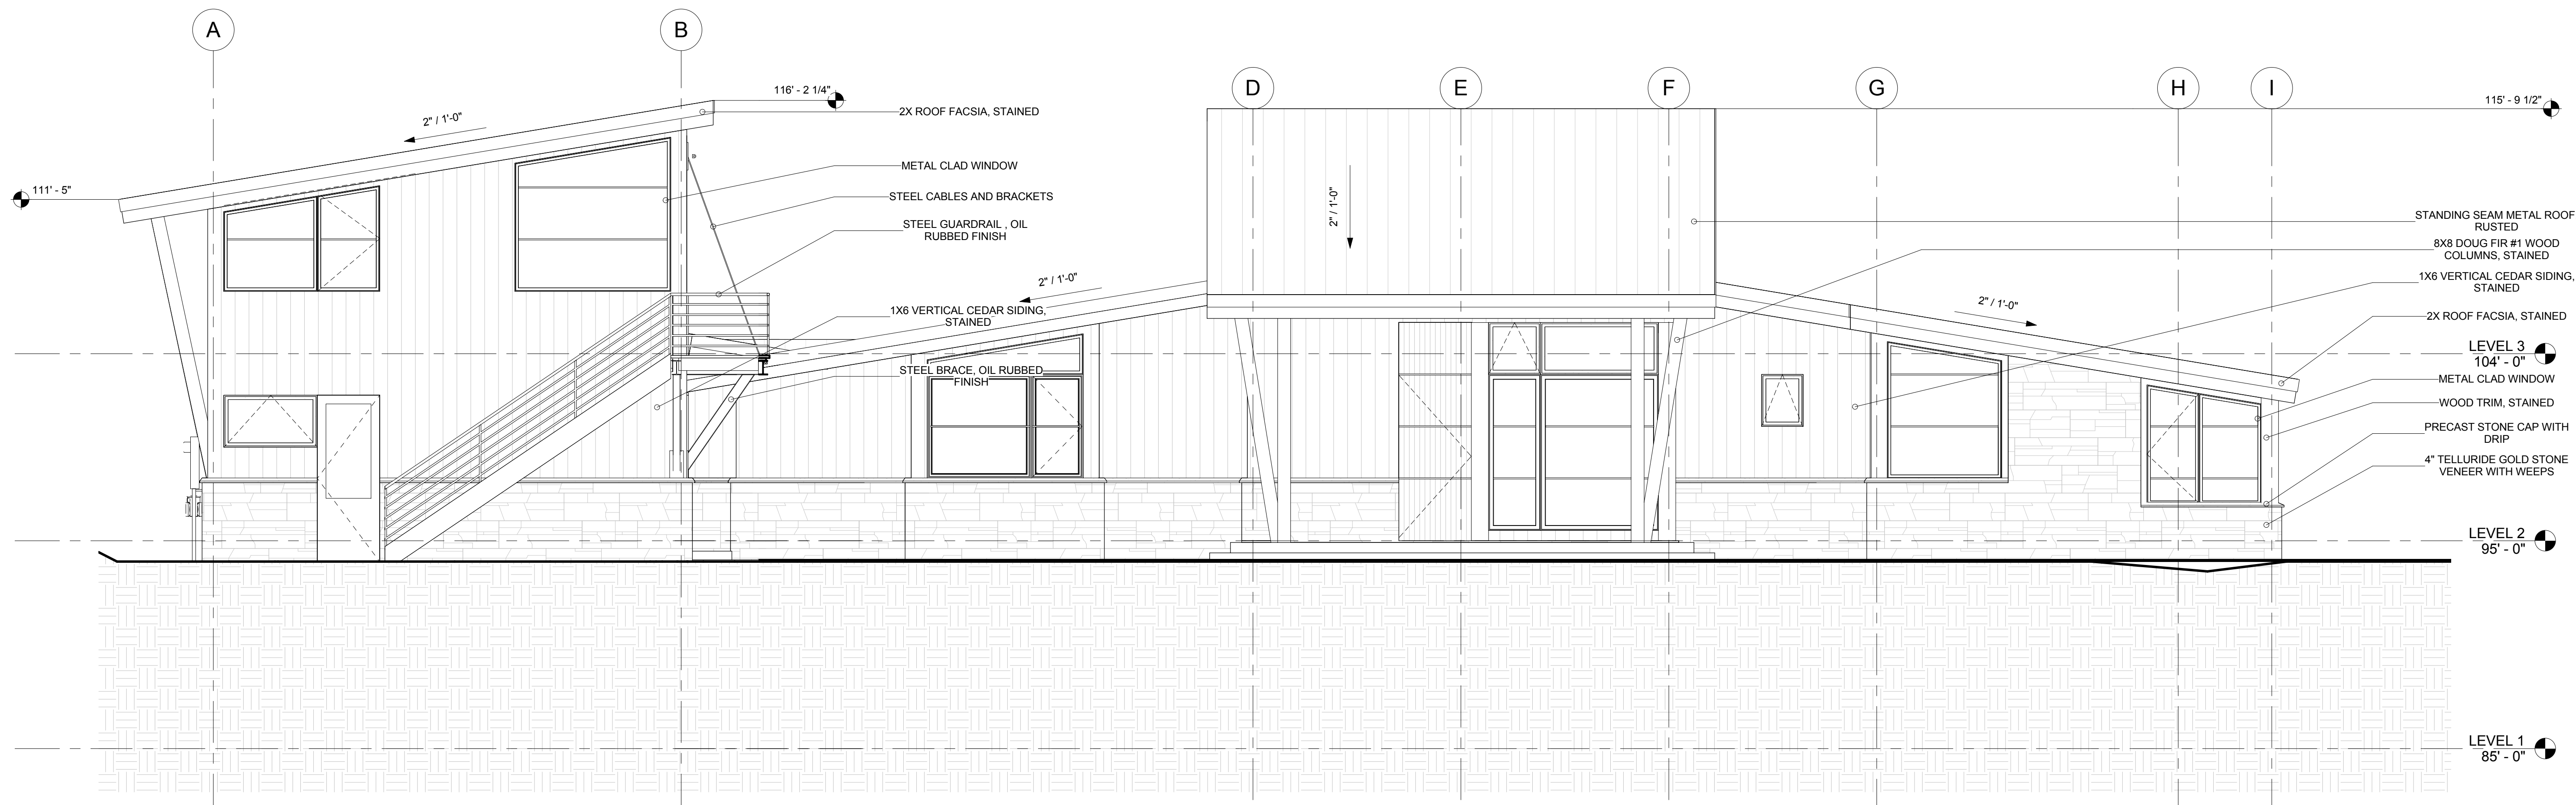 A
B
D
E
F
G
H
I
116' - 2 1/4"
115' - 9 1/2"
2" / 1'-0"
2X ROOF FACSIA, STAINED
METAL CLAD WINDOW
111' - 5"
STEEL CABLES AND BRACKETS
2" / 1'-0"
STEEL GUARDRAIL , OIL
RUBBED FINISH
STANDING SEAM METAL ROOF
RUSTED
8X8 DOUG FIR #1 WOOD
COLUMNS, STAINED
1X6 VERTICAL CEDAR SIDING,
STAINED
2" / 1'-0"
2" / 1'-0"
1X6 VERTICAL CEDAR SIDING,
STAINED
2X ROOF FACSIA, STAINED
LEVEL 3
104' - 0"
STEEL BRACE, OIL RUBBED
FINISH
METAL CLAD WINDOW
WOOD TRIM, STAINED
PRECAST STONE CAP WITH
DRIP
4" TELLURIDE GOLD STONE
VENEER WITH WEEPS
LEVEL 2
95' - 0"
LEVEL 1
85' - 0"